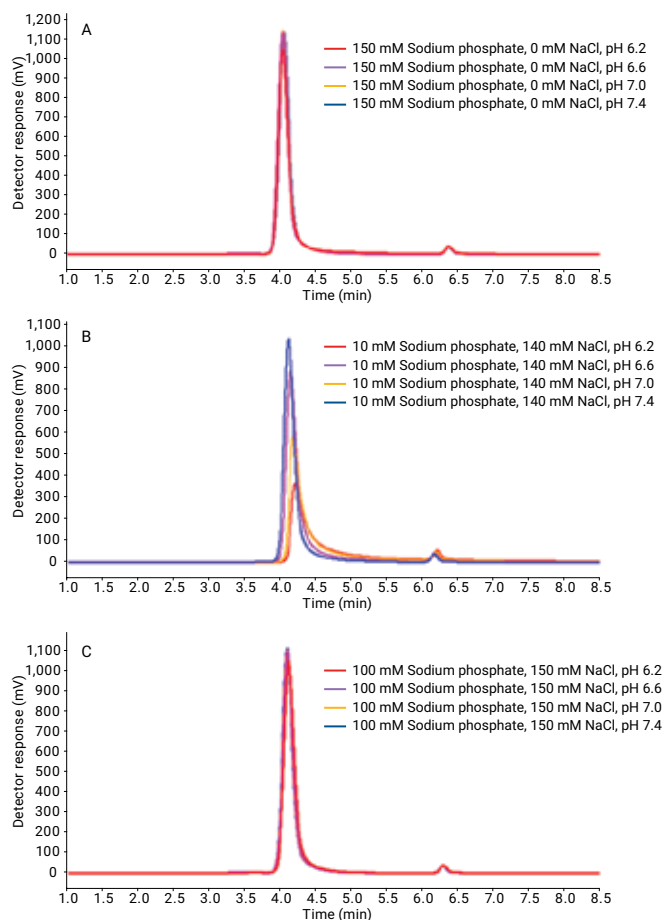 1,200
1,100
1,000
900
800
700
600
500
400
300
200
100
0
Detector response (mV)
A
150 mM Sodium phosphate, 0 mM NaCl, pH 6.2
150 mM Sodium phosphate, 0 mM NaCl, pH 6.6
150 mM Sodium phosphate, 0 mM NaCl, pH 7.0
150 mM Sodium phosphate, 0 mM NaCl, pH 7.4
1.0 1.5 2.0 2.5 3.0 3.5 4.0 4.5 5.0 5.5 6.0 6.5 7.0 7.5 8.0 8.5
Time (min)
1,100
1,000
900
800
700
600
500
400
300
200
100
0
Detector response (mV)
B
10 mM Sodium phosphate, 140 mM NaCl, pH 6.2
10 mM Sodium phosphate, 140 mM NaCl, pH 6.6
10 mM Sodium phosphate, 140 mM NaCl, pH 7.0
10 mM Sodium phosphate, 140 mM NaCl, pH 7.4
1.0 1.5 2.0 2.5 3.0 3.5 4.0 4.5 5.0 5.5 6.0 6.5 7.0 7.5 8.0 8.5
Time (min)
1,100
1,000
900
800
700
600
500
400
300
200
100
0
Detector response (mV)
C
100 mM Sodium phosphate, 150 mM NaCl, pH 6.2
100 mM Sodium phosphate, 150 mM NaCl, pH 6.6
100 mM Sodium phosphate, 150 mM NaCl, pH 7.0
100 mM Sodium phosphate, 150 mM NaCl, pH 7.4
1.0 1.5 2.0 2.5 3.0 3.5 4.0 4.5 5.0 5.5 6.0 6.5 7.0 7.5 8.0 8.5
Time (min)